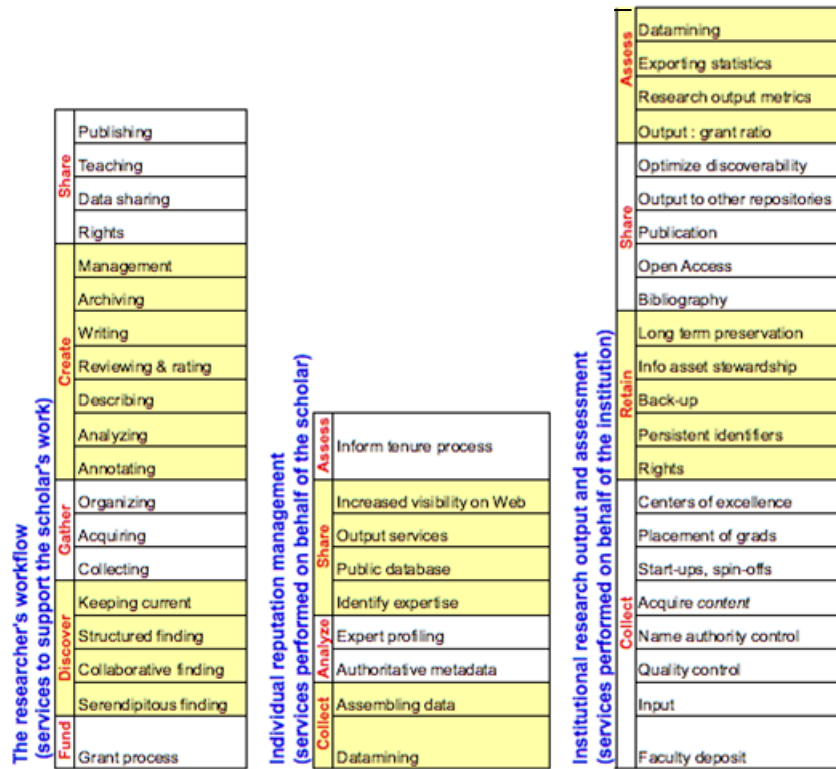 The researcher's workflow
(services to support the scholar's work)
Share
Publishing
Teaching
Data sharing
Rights
Create
Management
Archiving
Writing
Reviewing & rating
Describing
Analyzing
Annotating
Gather
Organizing
Acquiring
Collecting
Discover
Keeping current
Structured finding
Collaborative finding
Serendipitous finding
Fund
Grant process
Individual reputation management
(services performed on behalf of the scholar)
Assess
Inform tenure process
Share
Increased visibility on Web
Output services
Public database
Identify expertise
Analyze
Expert profiling
Authoritative metadata
Collect
Assembling data
Datamining
Institutional research output and assessment
(services performed on behalf of the institution)
Assess
Datamining
Exporting statistics
Research output metrics
Output : grant ratio
Share
Optimize discoverability
Output to other repositories
Publication
Open Access
Bibliography
Retain
Long term preservation
Info asset stewardship
Back-up
Persistent identifiers
Rights
Collect
Centers of excellence
Placement of grads
Start-ups, spin-offs
Acquire content
Name authority control
Quality control
Input
Faculty deposit